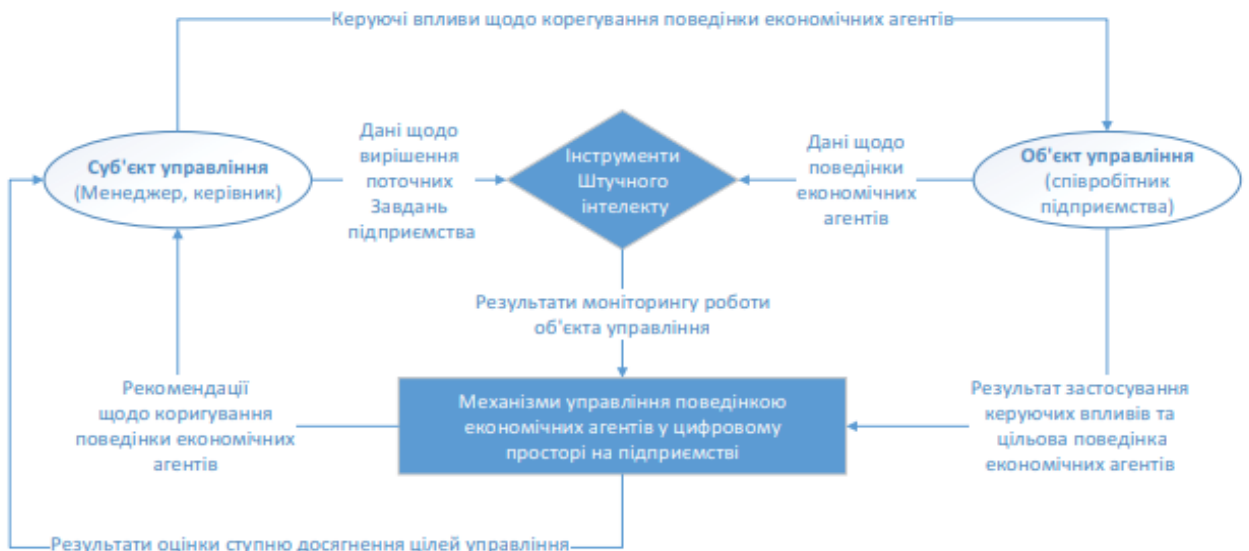 Керуючі впливи щодо корегування поведінки економічних агентів
Суб'єкт управління
(Менеджер, керівник)
Дані щодо
вирішення
поточних
Завдань
підприємства
Інструменти
Штучного
інтелекту
Дані щодо
поведінки
економічних
агентів
Об'єкт управління
(співробітник
підприємства)
Результати моніторингу роботи
об'єкта управління
Рекомендації
щодо коригування
поведінки економічних
агентів
Механізми управління поведінкою
економічних агентів у цифровому
просторі на підприємстві
Результат застосування
керуючих впливів та
цільова поведінка
економічних агентів
Результати оцінки ступню досягнення цілей управління